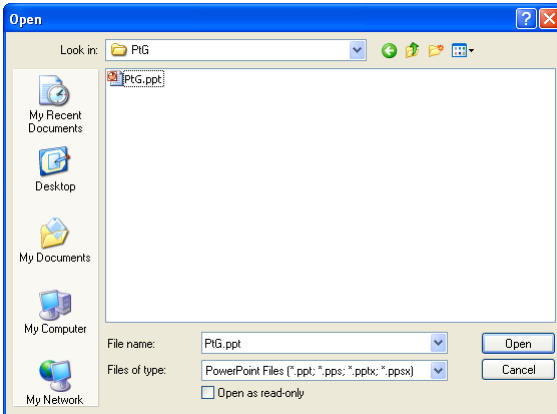 Open
Look in: PtG
PtG.ppt
My Recent
Documents
Desktop
My Documents
My Computer
My Network
File name: PtG.ppt Open
Files of type: PowerPoint Files (*.ppt; *.pps; *.pptx; *.ppsx) Cancel
Open as read-only